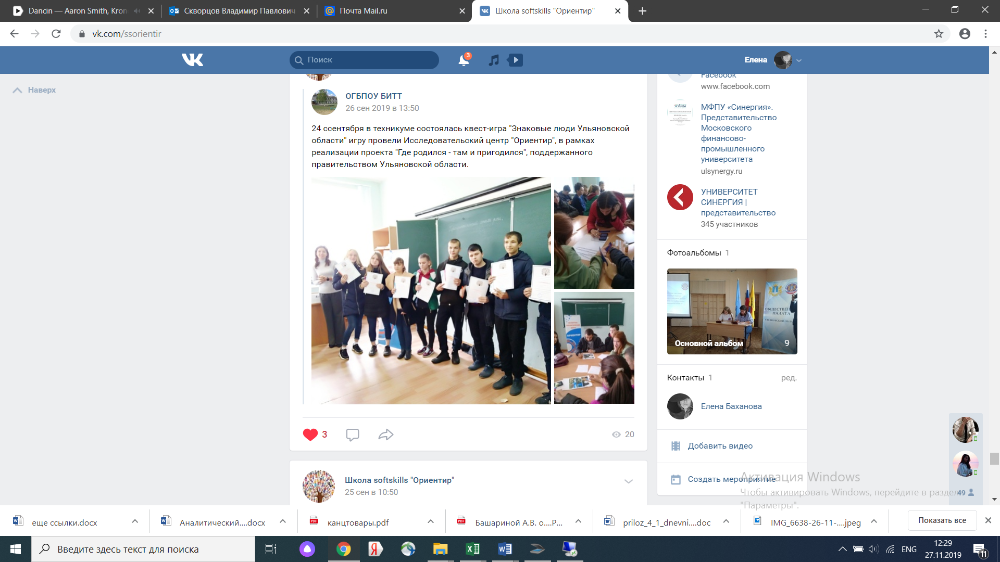 Dancin — Aaron Smith, Kron
Скворцов Владимир Павлович
Почта Mail.ru
Школа softskills "Ориентир"
vk.com/ssorientir
Поиск
3
Елена
Наверх
ОГБПОУ БИТТ
26 сен 2019 в 13:50
24 ссентября в техникуме состоялась квест-игра "Знаковые люди Ульяновской
области" игру провели Исследовательский центр "Ориентир", в рамках
реализации проекта "Где родился - там и пригодился", поддержанного
правительством Ульяновской области.
3
20
Школа softskills "Ориентир"
25 сен в 10:50
Facebook
www.facebook.com
МФПУ «Синергия».
Представительство
Московского
финансово-
промышленного
университета
ulsynergy.ru
УНИВЕРСИТЕТ
СИНЕРГИЯ |
представительство
345 участников
Фотоальбомы 1
ПАЛАТА
Основной альбом 9
Контакты 1 ред.
Елена Баханова
Добавить видео
Создать мероприятие
49
Активация Windows
Чтобы активировать Windows, перейдите в раздел
"Параметры".
еще ссылки.docx
Аналитический....docx
канцтовары.pdf
Башариной А.В. о....P...
priloz_4_1_dnevni....doc
IMG_6638-26-11-....jpeg
Показать все
Введите здесь текст для поиска
ENG
12:29
27.11.2019
11